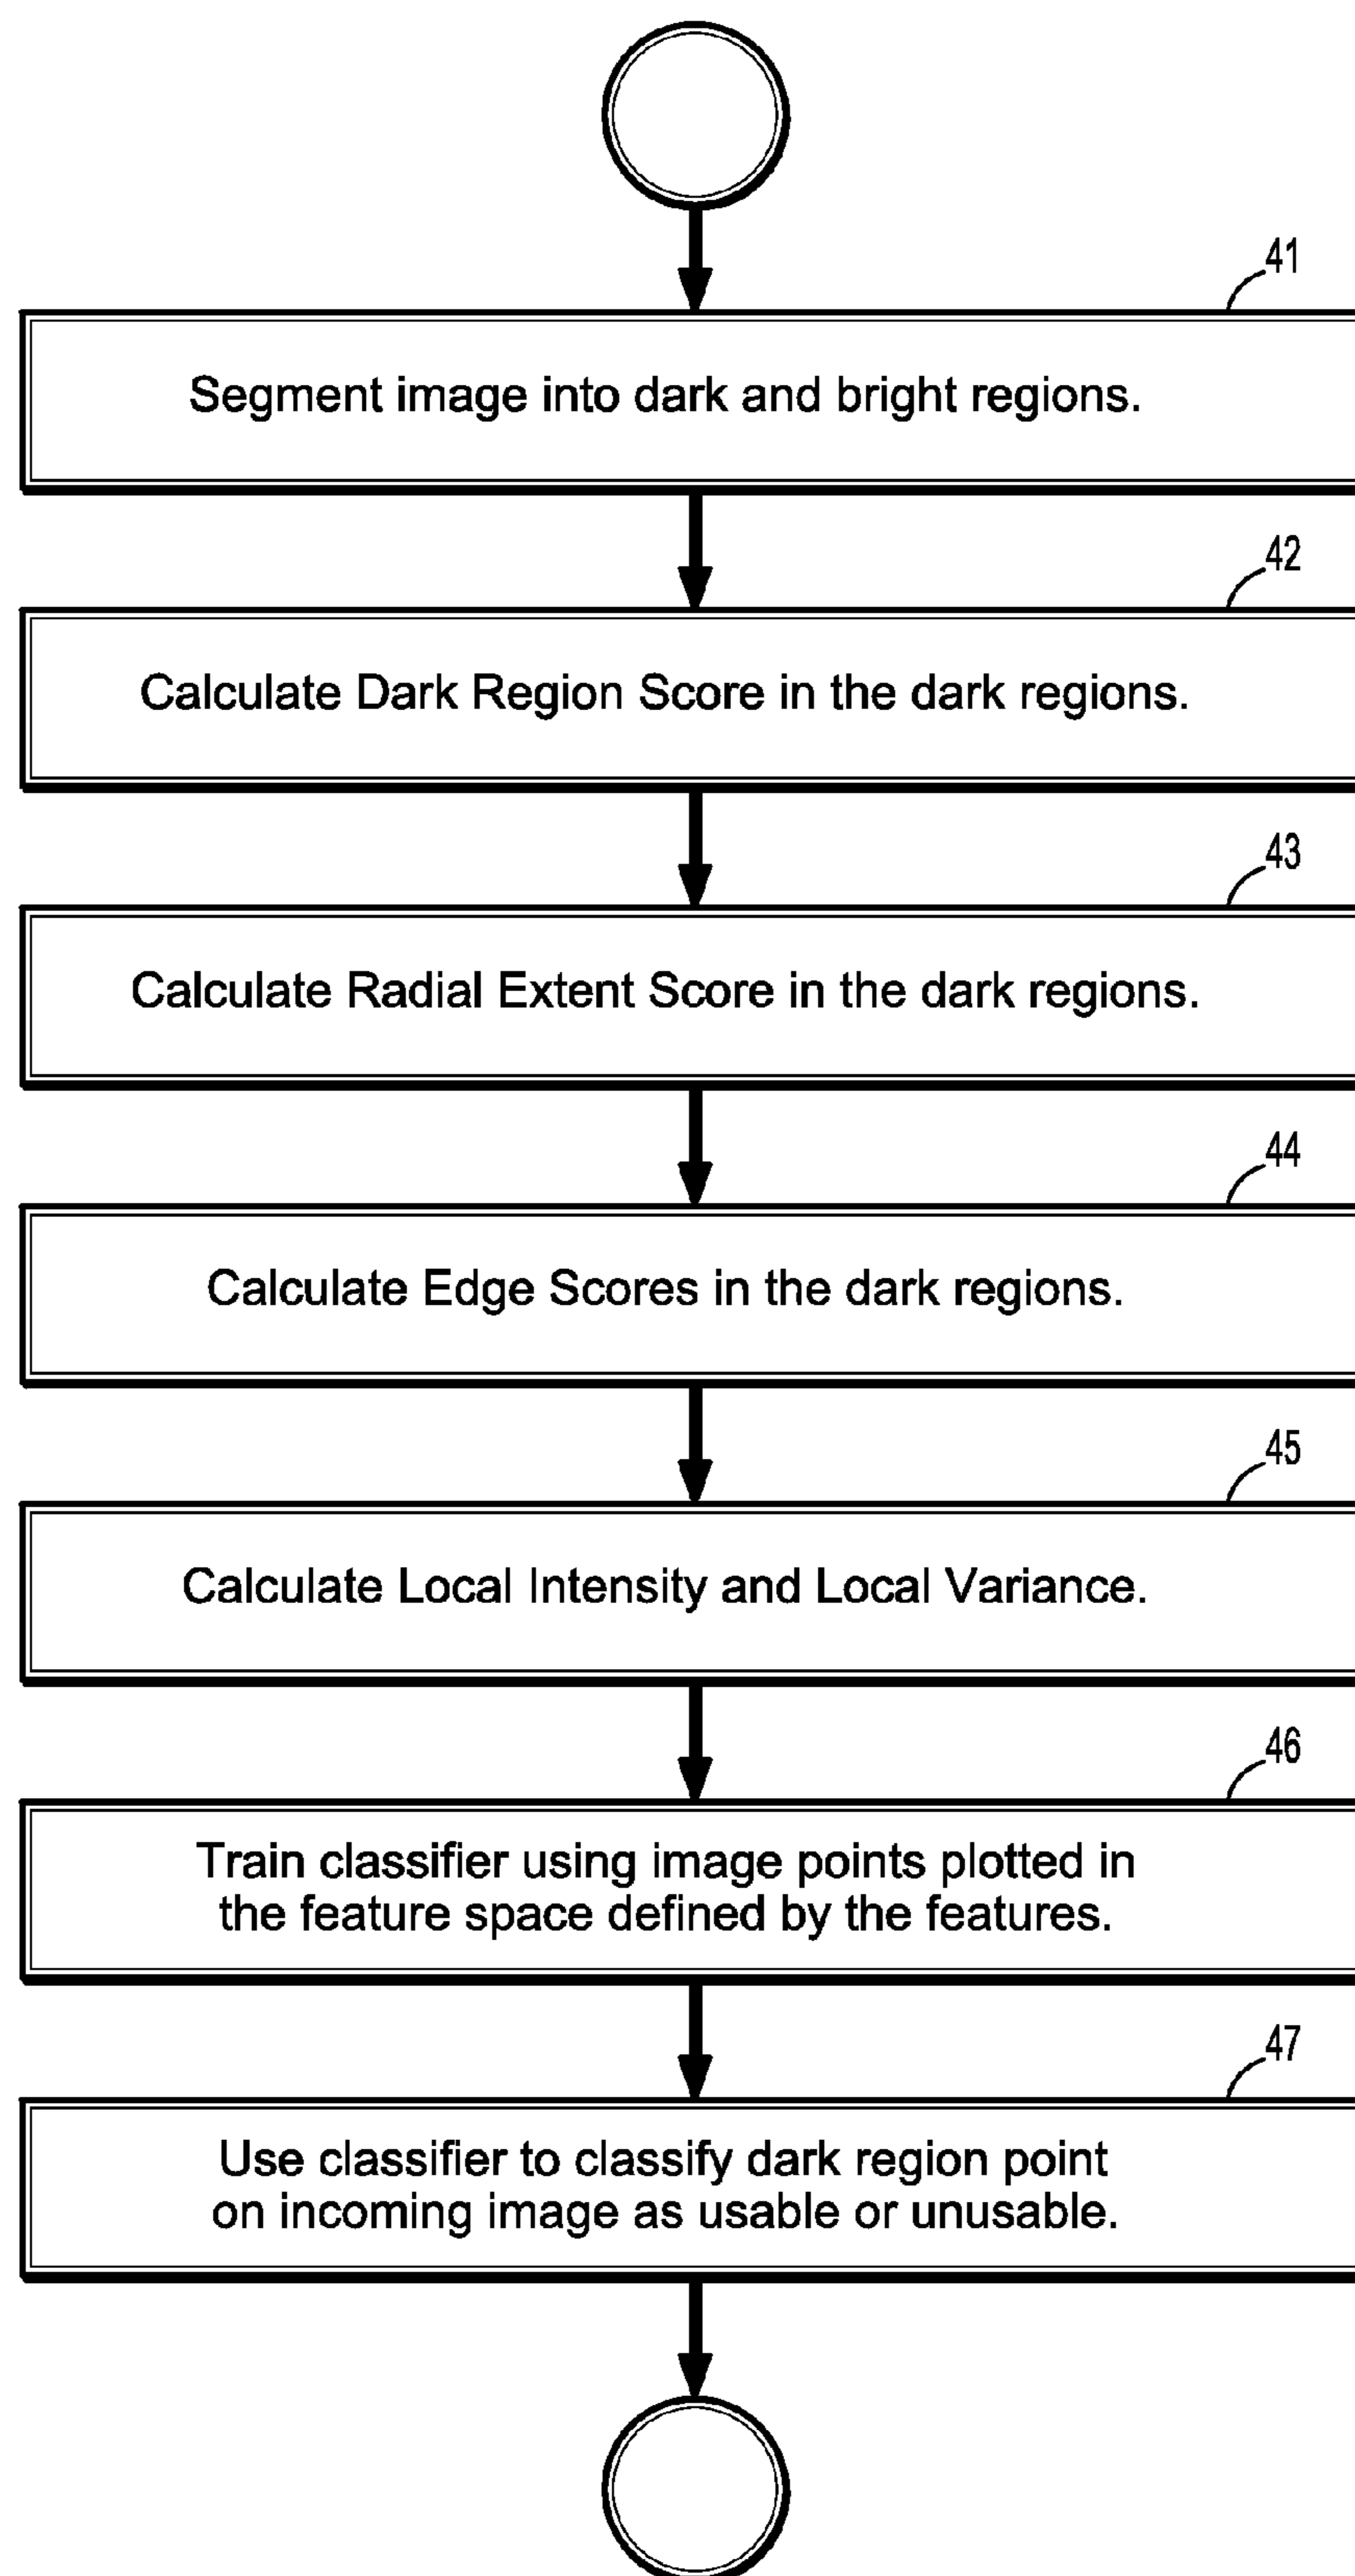 41
Segment image into dark and bright regions.
42
Calculate Dark Region Score in the dark regions.
43
Calculate Radial Extent Score in the dark regions.
44
Calculate Edge Scores in the dark regions.
45
Calculate Local Intensity and Local Variance.
46
Train classifier using image points plotted in
the feature space defined by the features.
47
Use classifier to classify dark region point
on incoming image as usable or unusable.